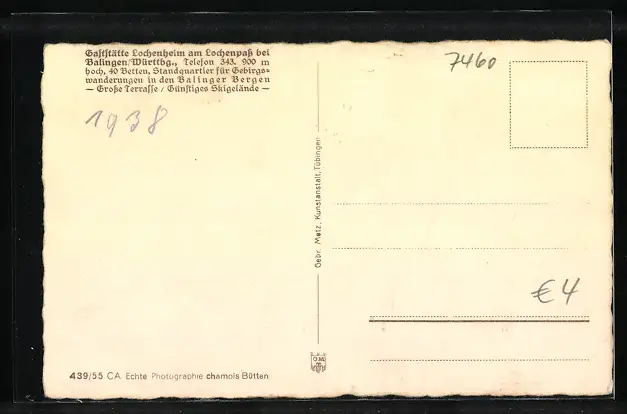 Gaststätte Lochenheim am Lochenpaß bei
Balingen/Württbg., Telefon 343. 900 m
hoch, 40 Betten, Standquartier für Gebirgs=
wanderungen in den Balinger Bergen
— Große Terrasse / Günstiges Skigelände —
1938
7460
Gebr. Metz, Kunstanstalt, Tübingen
€4
439/55 CA Echte Photographie chamois Bütten